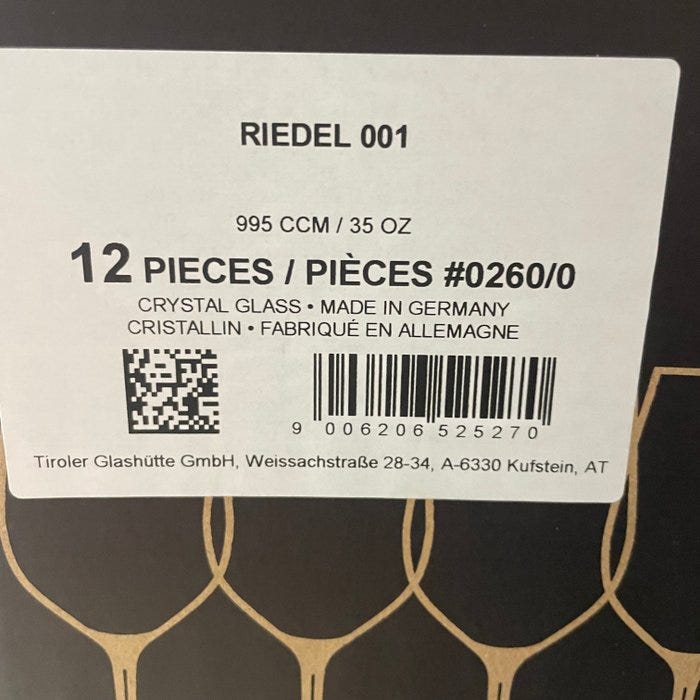 RIEDEL 001
995 CCM / 35 OZ
12 PIECES / PIÈCES #0260/0
CRYSTAL GLASS • MADE IN GERMANY
CRISTALLIN • FABRIQUÉ EN ALLEMAGNE
9 006206 525270
Tiroler Glashütte GmbH, Weissachstraße 28-34, A-6330 Kufstein, AT